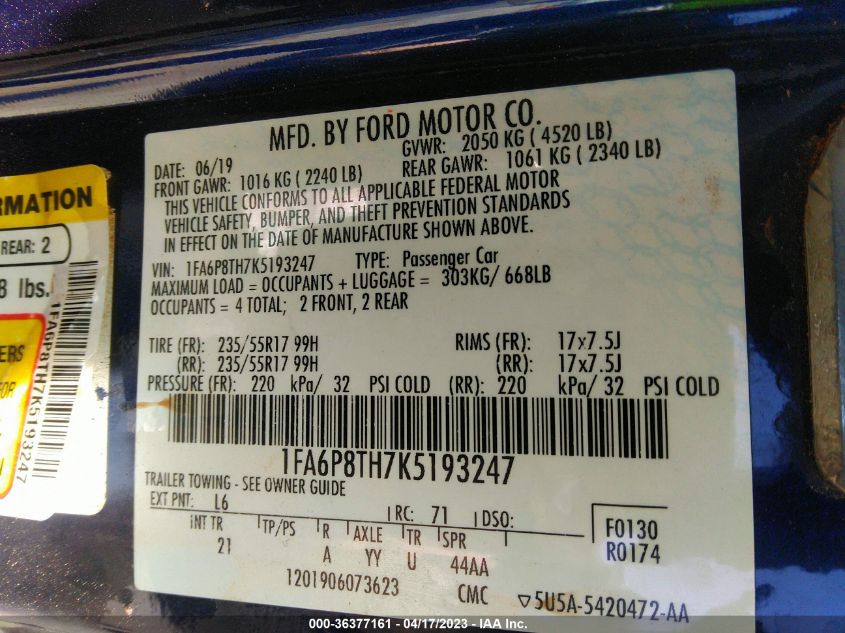 MFD. BY FORD MOTOR CO.
DATE: 06/19
GVWR: 2050 KG ( 4520 LB)
FRONT GAWR: 1016 KG ( 2240 LB)
REAR GAWR: 1061 KG ( 2340 LB)
THIS VEHICLE CONFORMS TO ALL APPLICABLE FEDERAL MOTOR
VEHICLE SAFETY, BUMPER, AND THEFT PREVENTION STANDARDS
IN EFFECT ON THE DATE OF MANUFACTURE SHOWN ABOVE.
VIN: 1FA6P8TH7K5193247 TYPE: Passenger Car
MAXIMUM LOAD = OCCUPANTS + LUGGAGE = 303KG/ 668LB
OCCUPANTS = 4 TOTAL; 2 FRONT, 2 REAR
TIRE (FR): 235/55R17 99H RIMS (FR): 17x7.5J
(RR): 235/55R17 99H (RR): 17x7.5J
PRESSURE (FR): 220 kPa/ 32 PSI COLD (RR): 220 kPa/ 32 PSI COLD
1FA6P8TH7K5193247
TRAILER TOWING - SEE OWNER GUIDE
EXT PNT: L6 RC: 71 DSO:
INT TR TP/PS R AXLE TR SPR
21 A YY U 44AA
F0130
R0174
1201906073623 CMC ▽5U5A-5420472-AA
RMATION
REAR: 2
8 lbs.
ERS
FOR
1FA6P8TH7K5193247
000-36377161 - 04/17/2023 - IAA Inc.